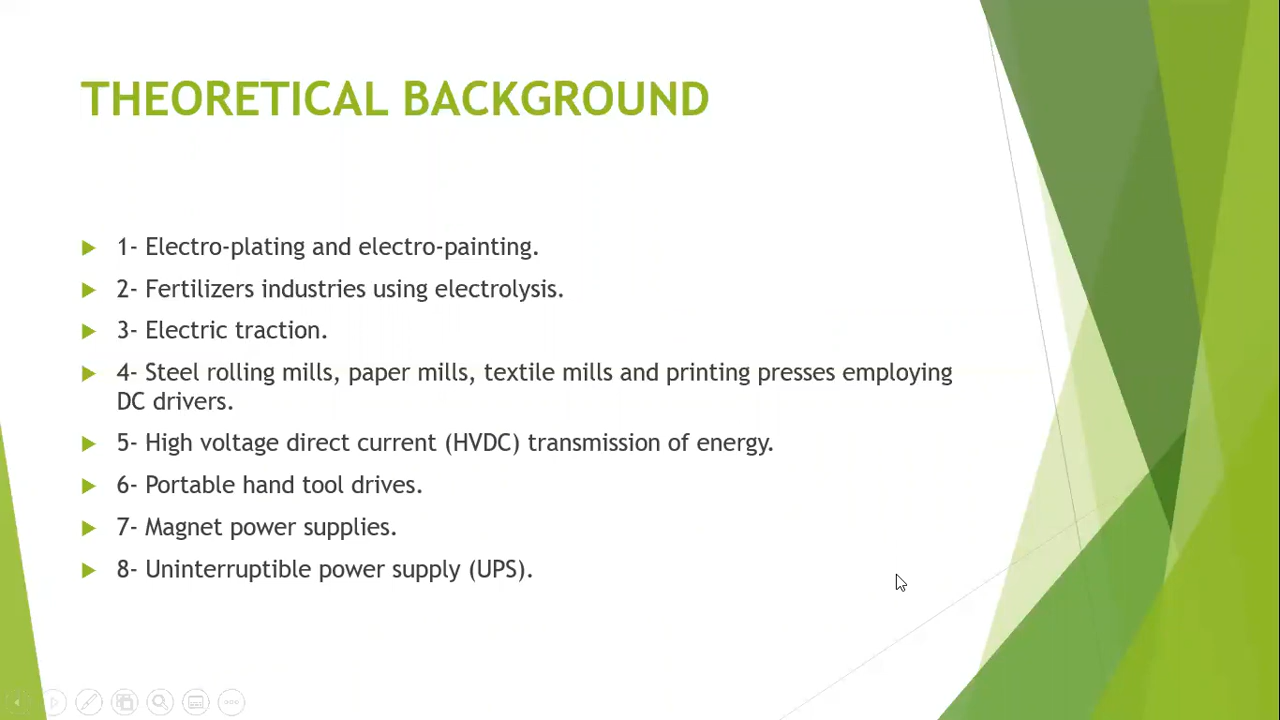 THEORETICAL BACKGROUND
1- Electro-plating and electro-painting.
2- Fertilizers industries using electrolysis.
3- Electric traction.
4- Steel rolling mills, paper mills, textile mills and printing presses employing
DC drivers.
5- High voltage direct current (HVDC) transmission of energy.
6- Portable hand tool drives.
7- Magnet power supplies.
8- Uninterruptible power supply (UPS).